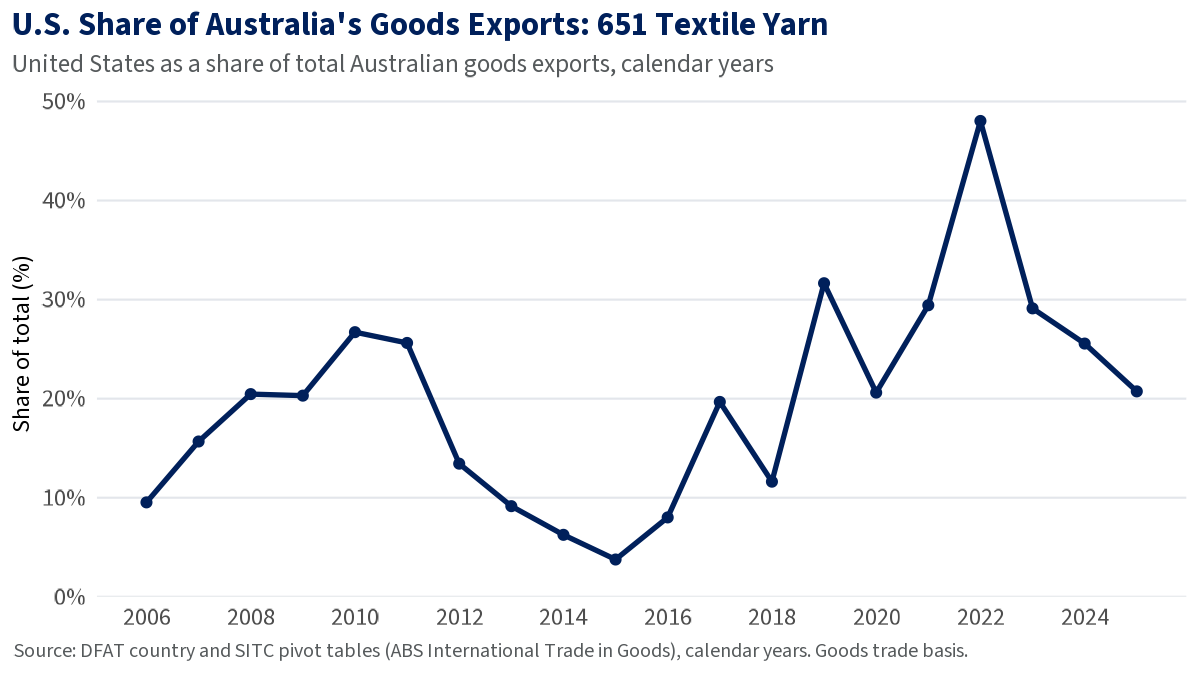 U.S. Share of Australia's Goods Exports: 651 Textile Yarn
United States as a share of total Australian goods exports, calendar years
Share of total (%)
50%
40%
30%
20%
10%
0%
2006 2008 2010 2012 2014 2016 2018 2020 2022 2024
Source: DFAT country and SITC pivot tables (ABS International Trade in Goods), calendar years. Goods trade basis.